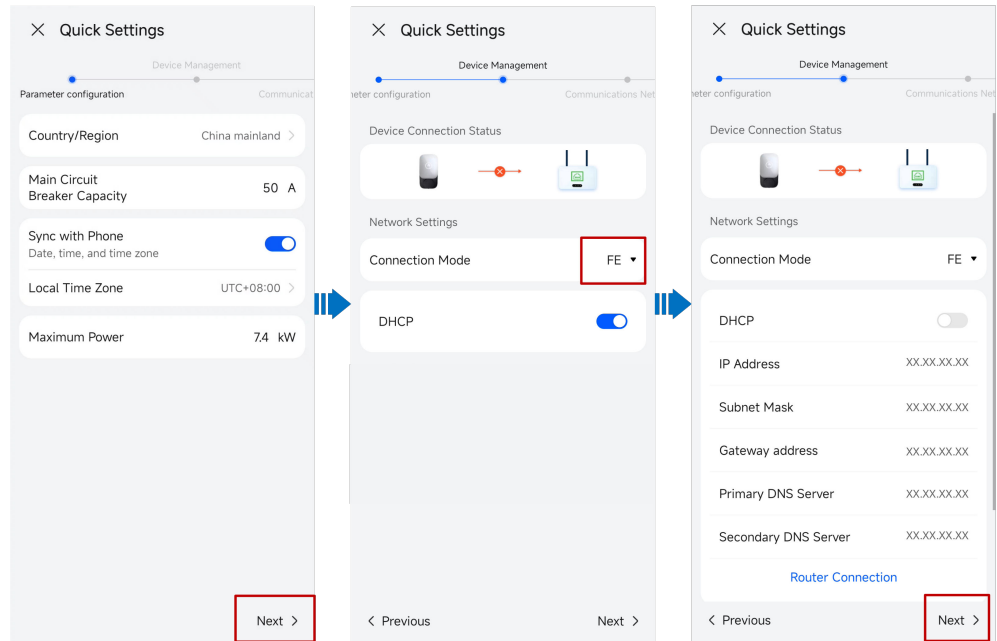 Quick Settings
Device Management
Parameter configuration
Communicat
Country/Region
China mainland
Main Circuit
Breaker Capacity
50 A
Sync with Phone
Date, time, and time zone
Local Time Zone
UTC+08:00
Maximum Power
7.4 kW
Next
Quick Settings
Device Management
neter configuration
Communications Net
Device Connection Status
Network Settings
Connection Mode
FE
DHCP
Previous
Next
Quick Settings
Device Management
neter configuration
Communications Net
Device Connection Status
Network Settings
Connection Mode
FE
DHCP
IP Address
XX.XX.XX.XX
Subnet Mask
XX.XX.XX.XX
Gateway address
XX.XX.XX.XX
Primary DNS Server
XX.XX.XX.XX
Secondary DNS Server
XX.XX.XX.XX
Router Connection
Previous
Next